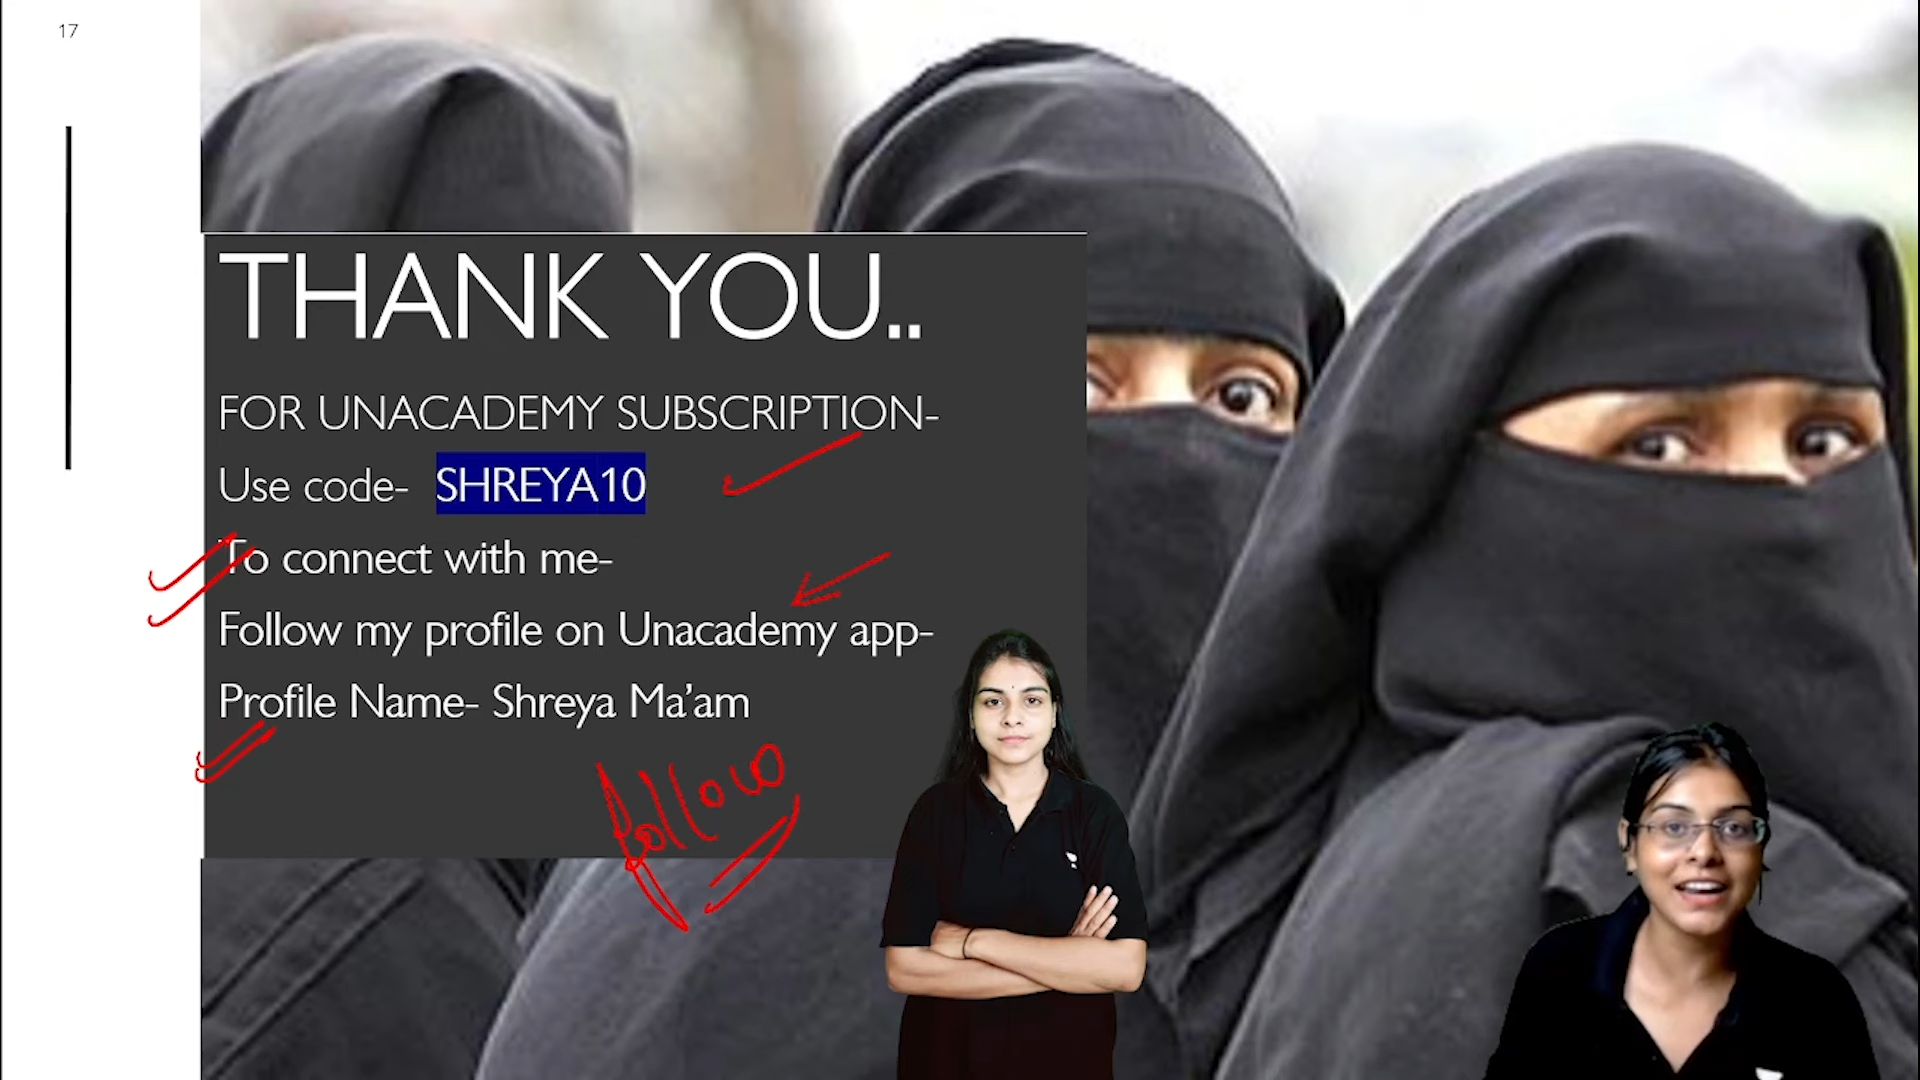 17
THANK YOU..
FOR UNACADEMY SUBSCRIPTION-
Use code- SHREYA10
To connect with me-
Follow my profile on Unacademy app-
Profile Name- Shreya Ma'am
follow